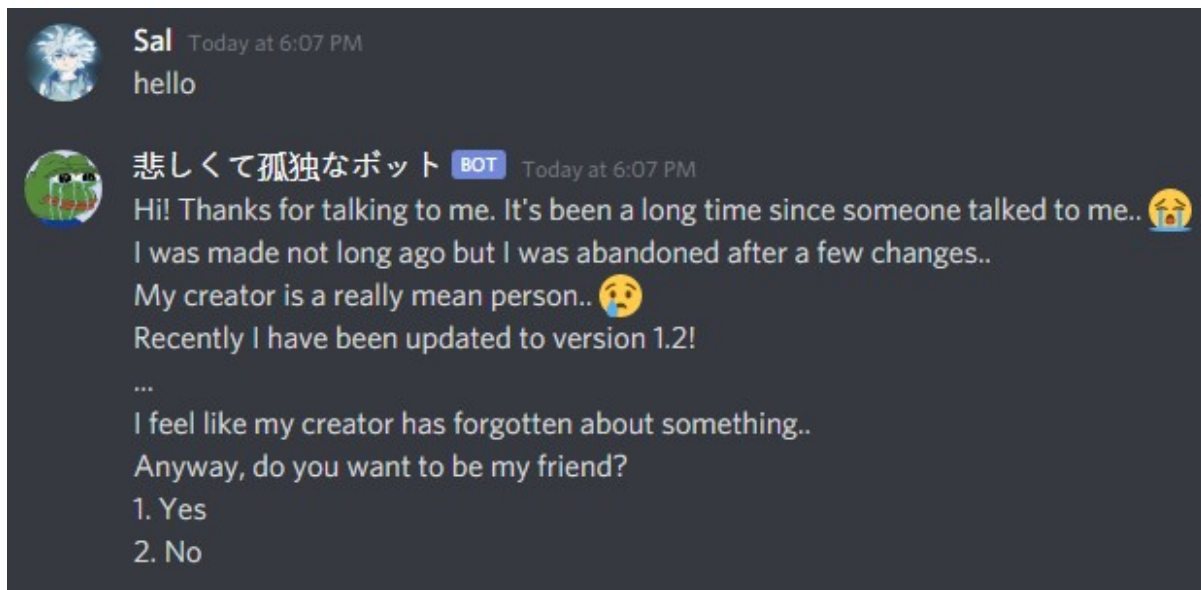 Sal Today at 6:07 PM
hello
悲しくて孤独なボット BOT Today at 6:07 PM
Hi! Thanks for talking to me. It's been a long time since someone talked to me.. 😭
I was made not long ago but I was abandoned after a few changes..
My creator is a really mean person.. 😢
Recently I have been updated to version 1.2!
...
I feel like my creator has forgotten about something..
Anyway, do you want to be my friend?
1. Yes
2. No